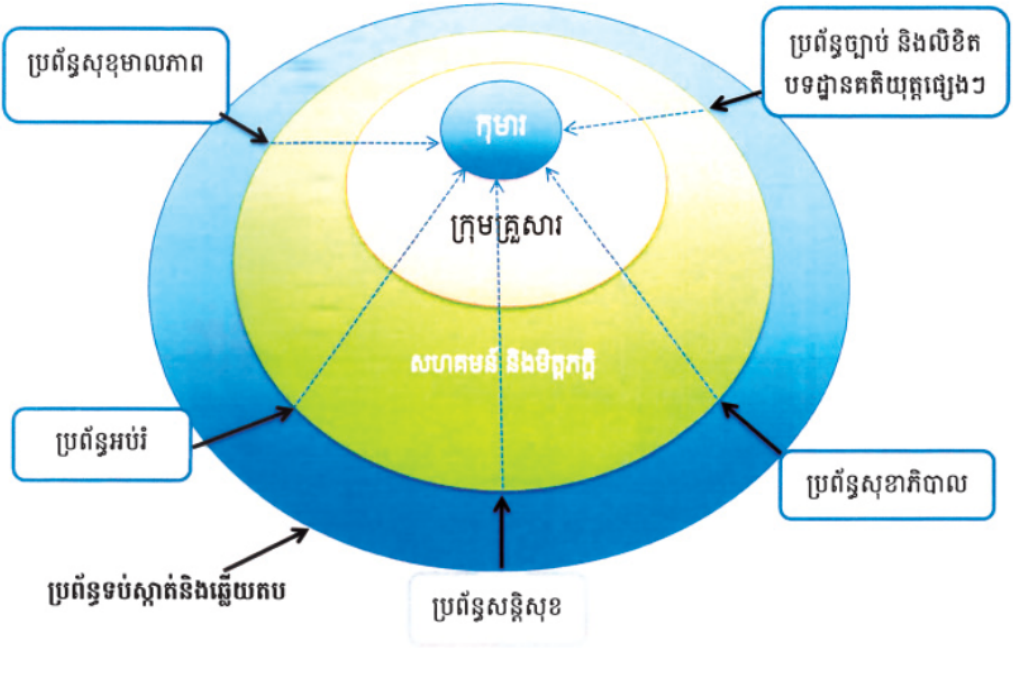 ប្រព័ន្ធសុខុមាលភាព
ប្រព័ន្ធច្បាប់ និងលិខិត
បទដ្ឋានគតិយុត្តផ្សេងៗ
កុមារ
ក្រុមគ្រួសារ
សហគមន៍ និងមិត្តភក្តិ
ប្រព័ន្ធអប់រំ
ប្រព័ន្ធសុខាភិបាល
ប្រព័ន្ធទប់ស្កាត់និងឆ្លើយតប
ប្រព័ន្ធសន្តិសុខ